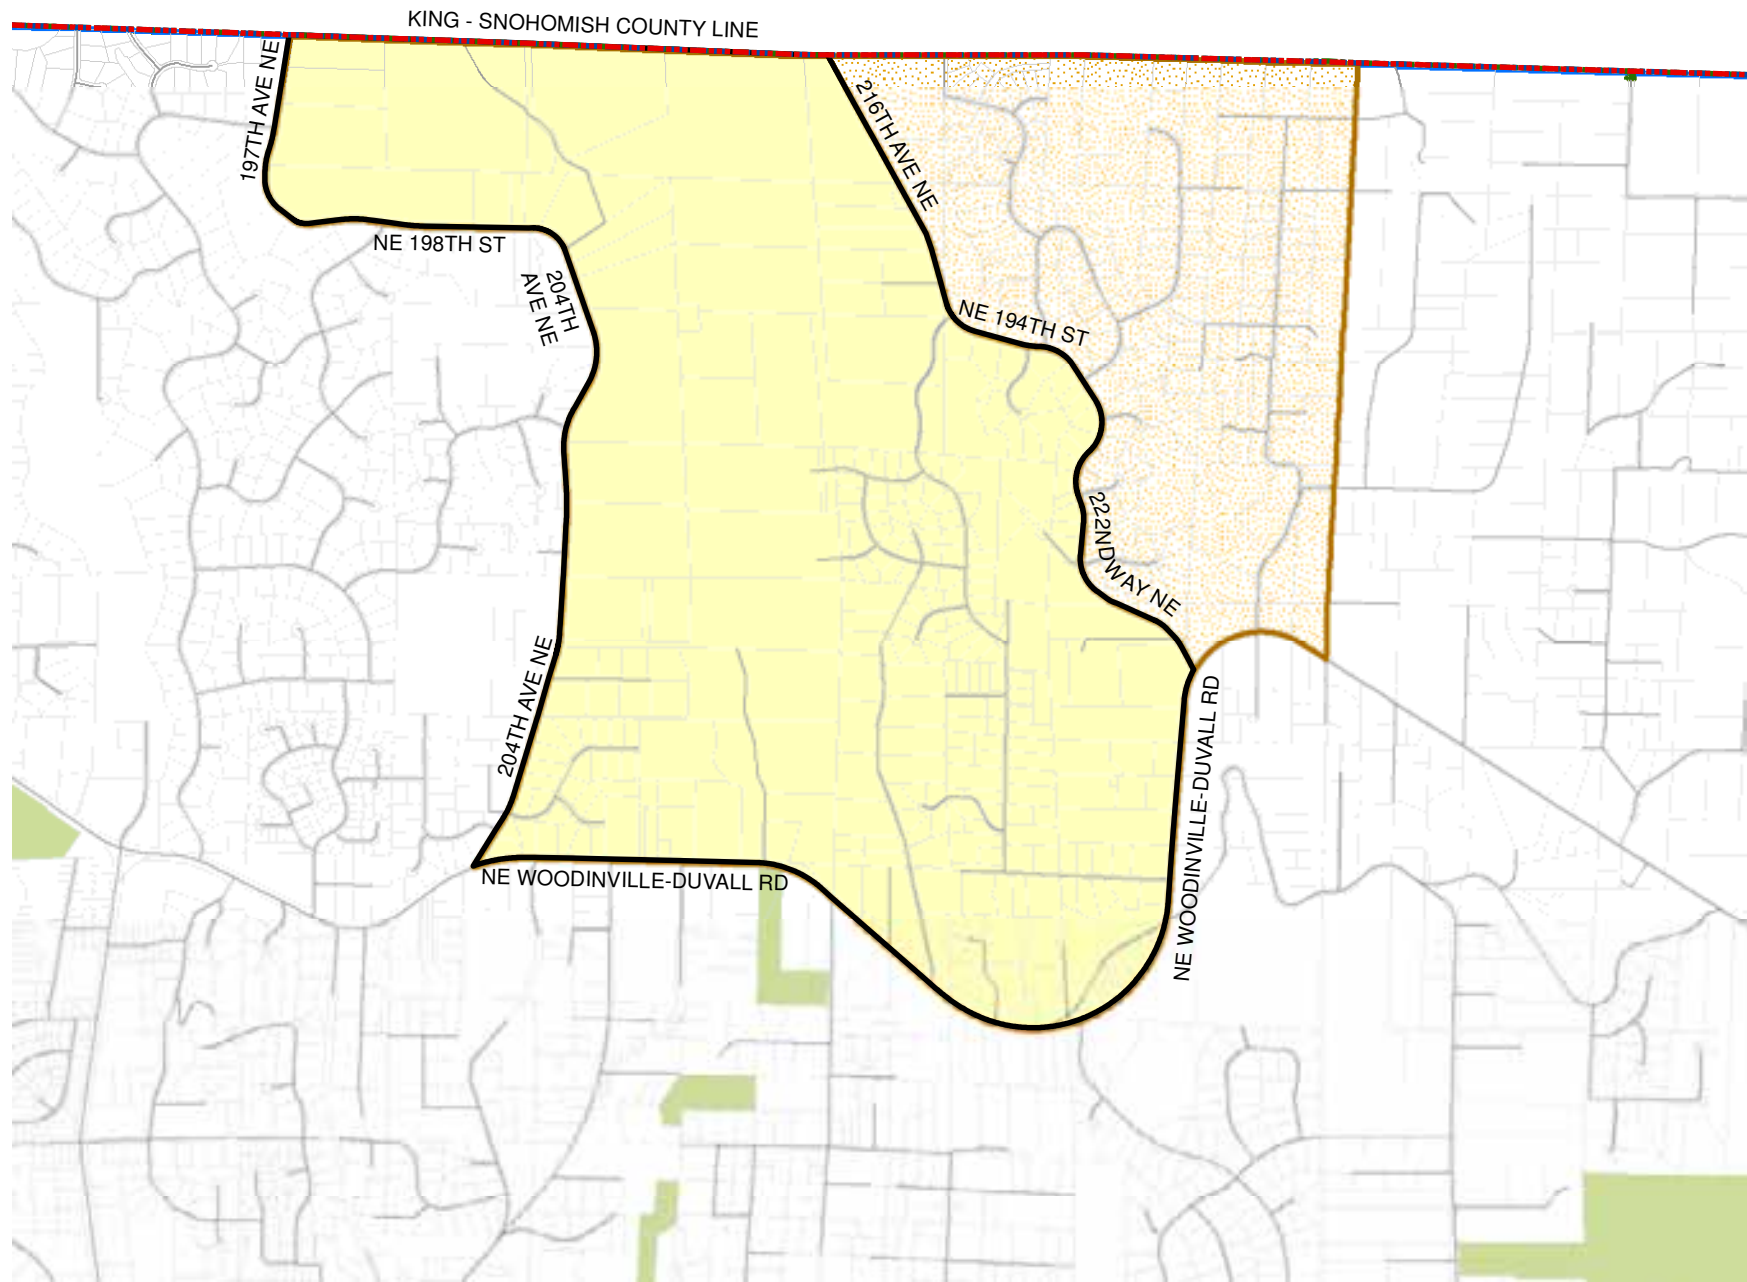 KING - SNOHOMISH COUNTY LINE
197TH AVE NE
216TH AVE NE
NE 198TH ST
204TH
AVE NE
NE 194TH ST
222ND WAY NE
204TH AVE NE
NE WOODINVILLE-DUVALL RD
NE WOODINVILLE-DUVALL RD